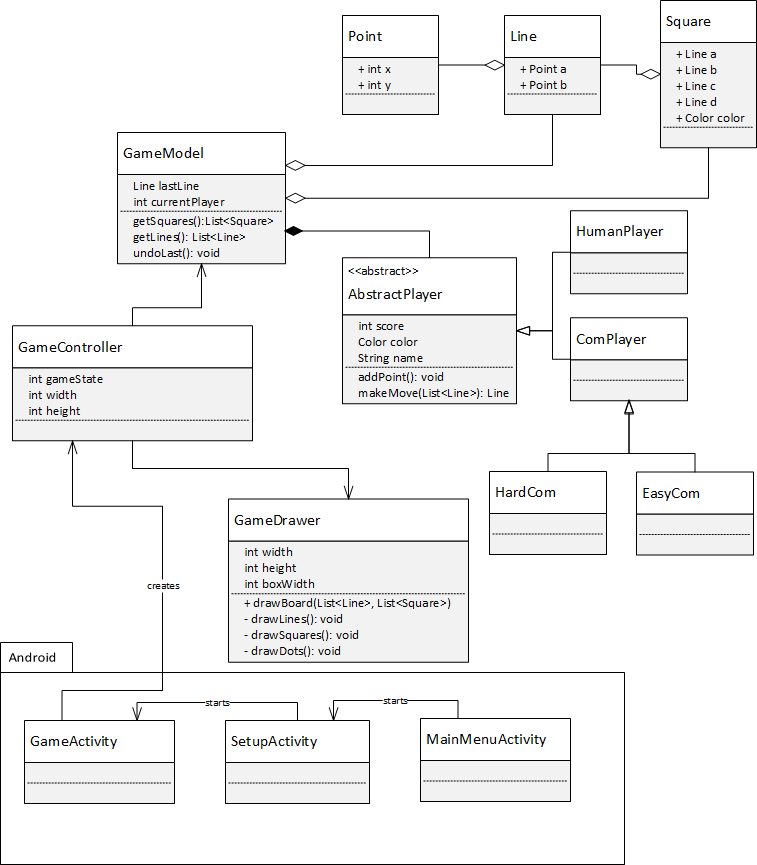 Point
+ int x
+ int y
Line
+ Point a
+ Point b
Square
+ Line a
+ Line b
+ Line c
+ Line d
+ Color color
GameModel
Line lastLine
int currentPlayer
getSquares():List<Square>
getLines(): List<Line>
undoLast(): void
<<abstract>>
AbstractPlayer
int score
Color color
String name
addPoint(): void
makeMove(List<Line>): Line
HumanPlayer
ComPlayer
HardCom
EasyCom
GameController
int gameState
int width
int height
GameDrawer
int width
int height
int boxWidth
+ drawBoard(List<Line>, List<Square>)
- drawLines(): void
- drawSquares(): void
- drawDots(): void
creates
Android
starts
starts
GameActivity
SetupActivity
MainMenuActivity